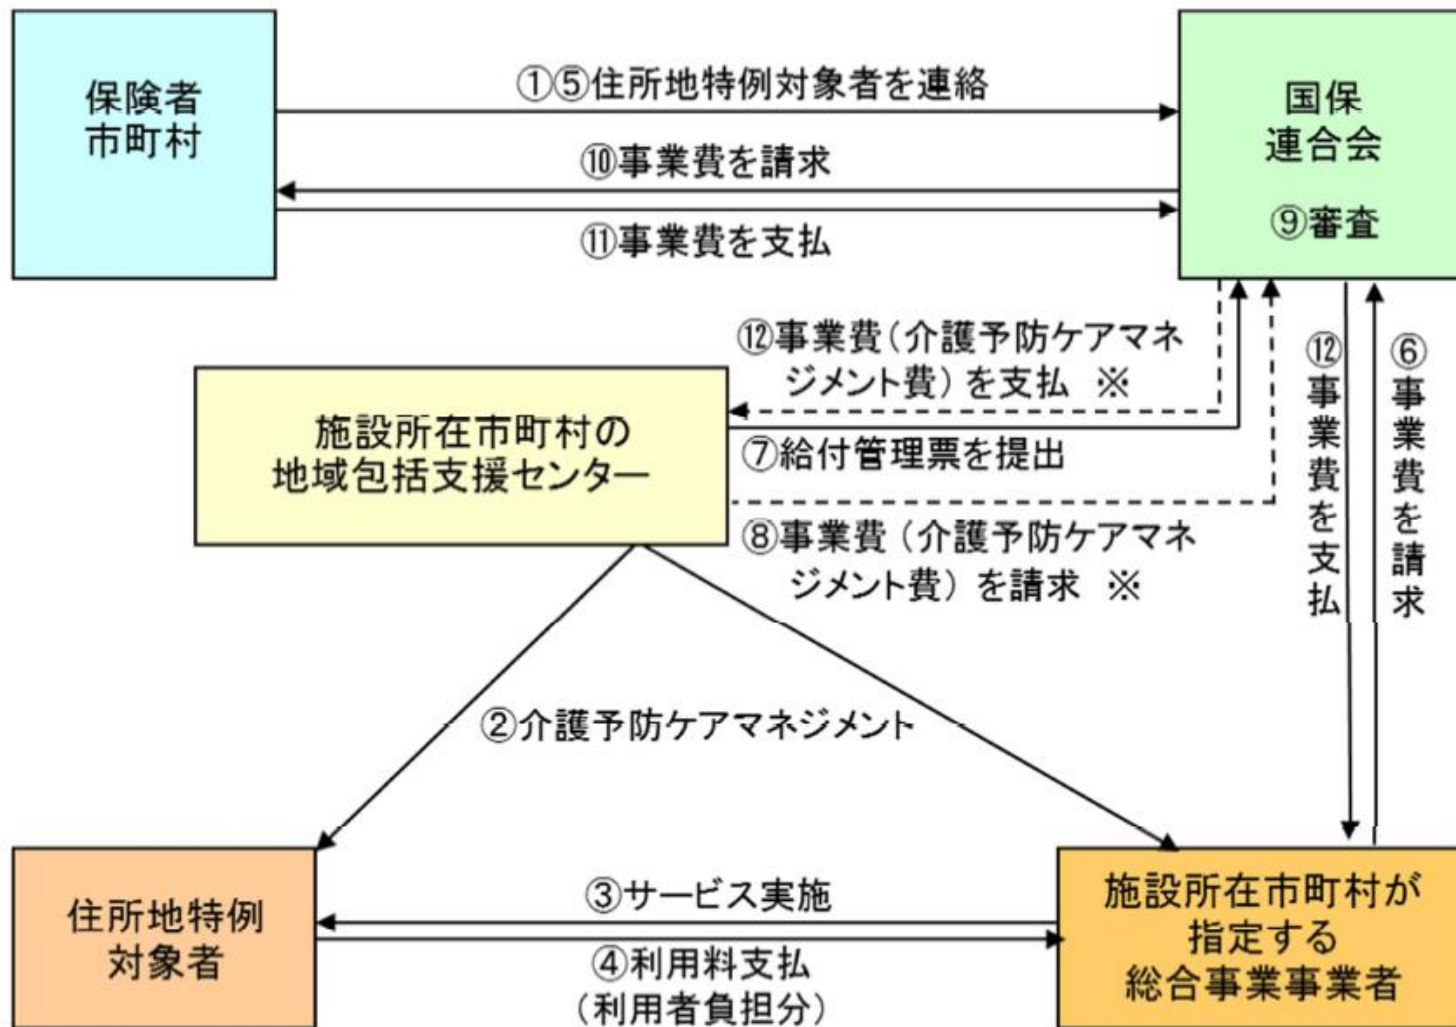 保険者
市町村
①⑤住所地特例対象者を連絡
⑩事業費を請求
⑪事業費を支払
国保
連合会
⑨審査
⑫事業費（介護予防ケアマネ
ジメント費）を支払 ※
⑦給付管理票を提出
⑧事業費（介護予防ケアマネ
ジメント費）を請求 ※
⑫事業費を支払
⑥事業費を請求
施設所在市町村の
地域包括支援センター
②介護予防ケアマネジメント
住所地特例
対象者
③サービス実施
④利用料支払
（利用者負担分）
施設所在市町村が
指定する
総合事業事業者